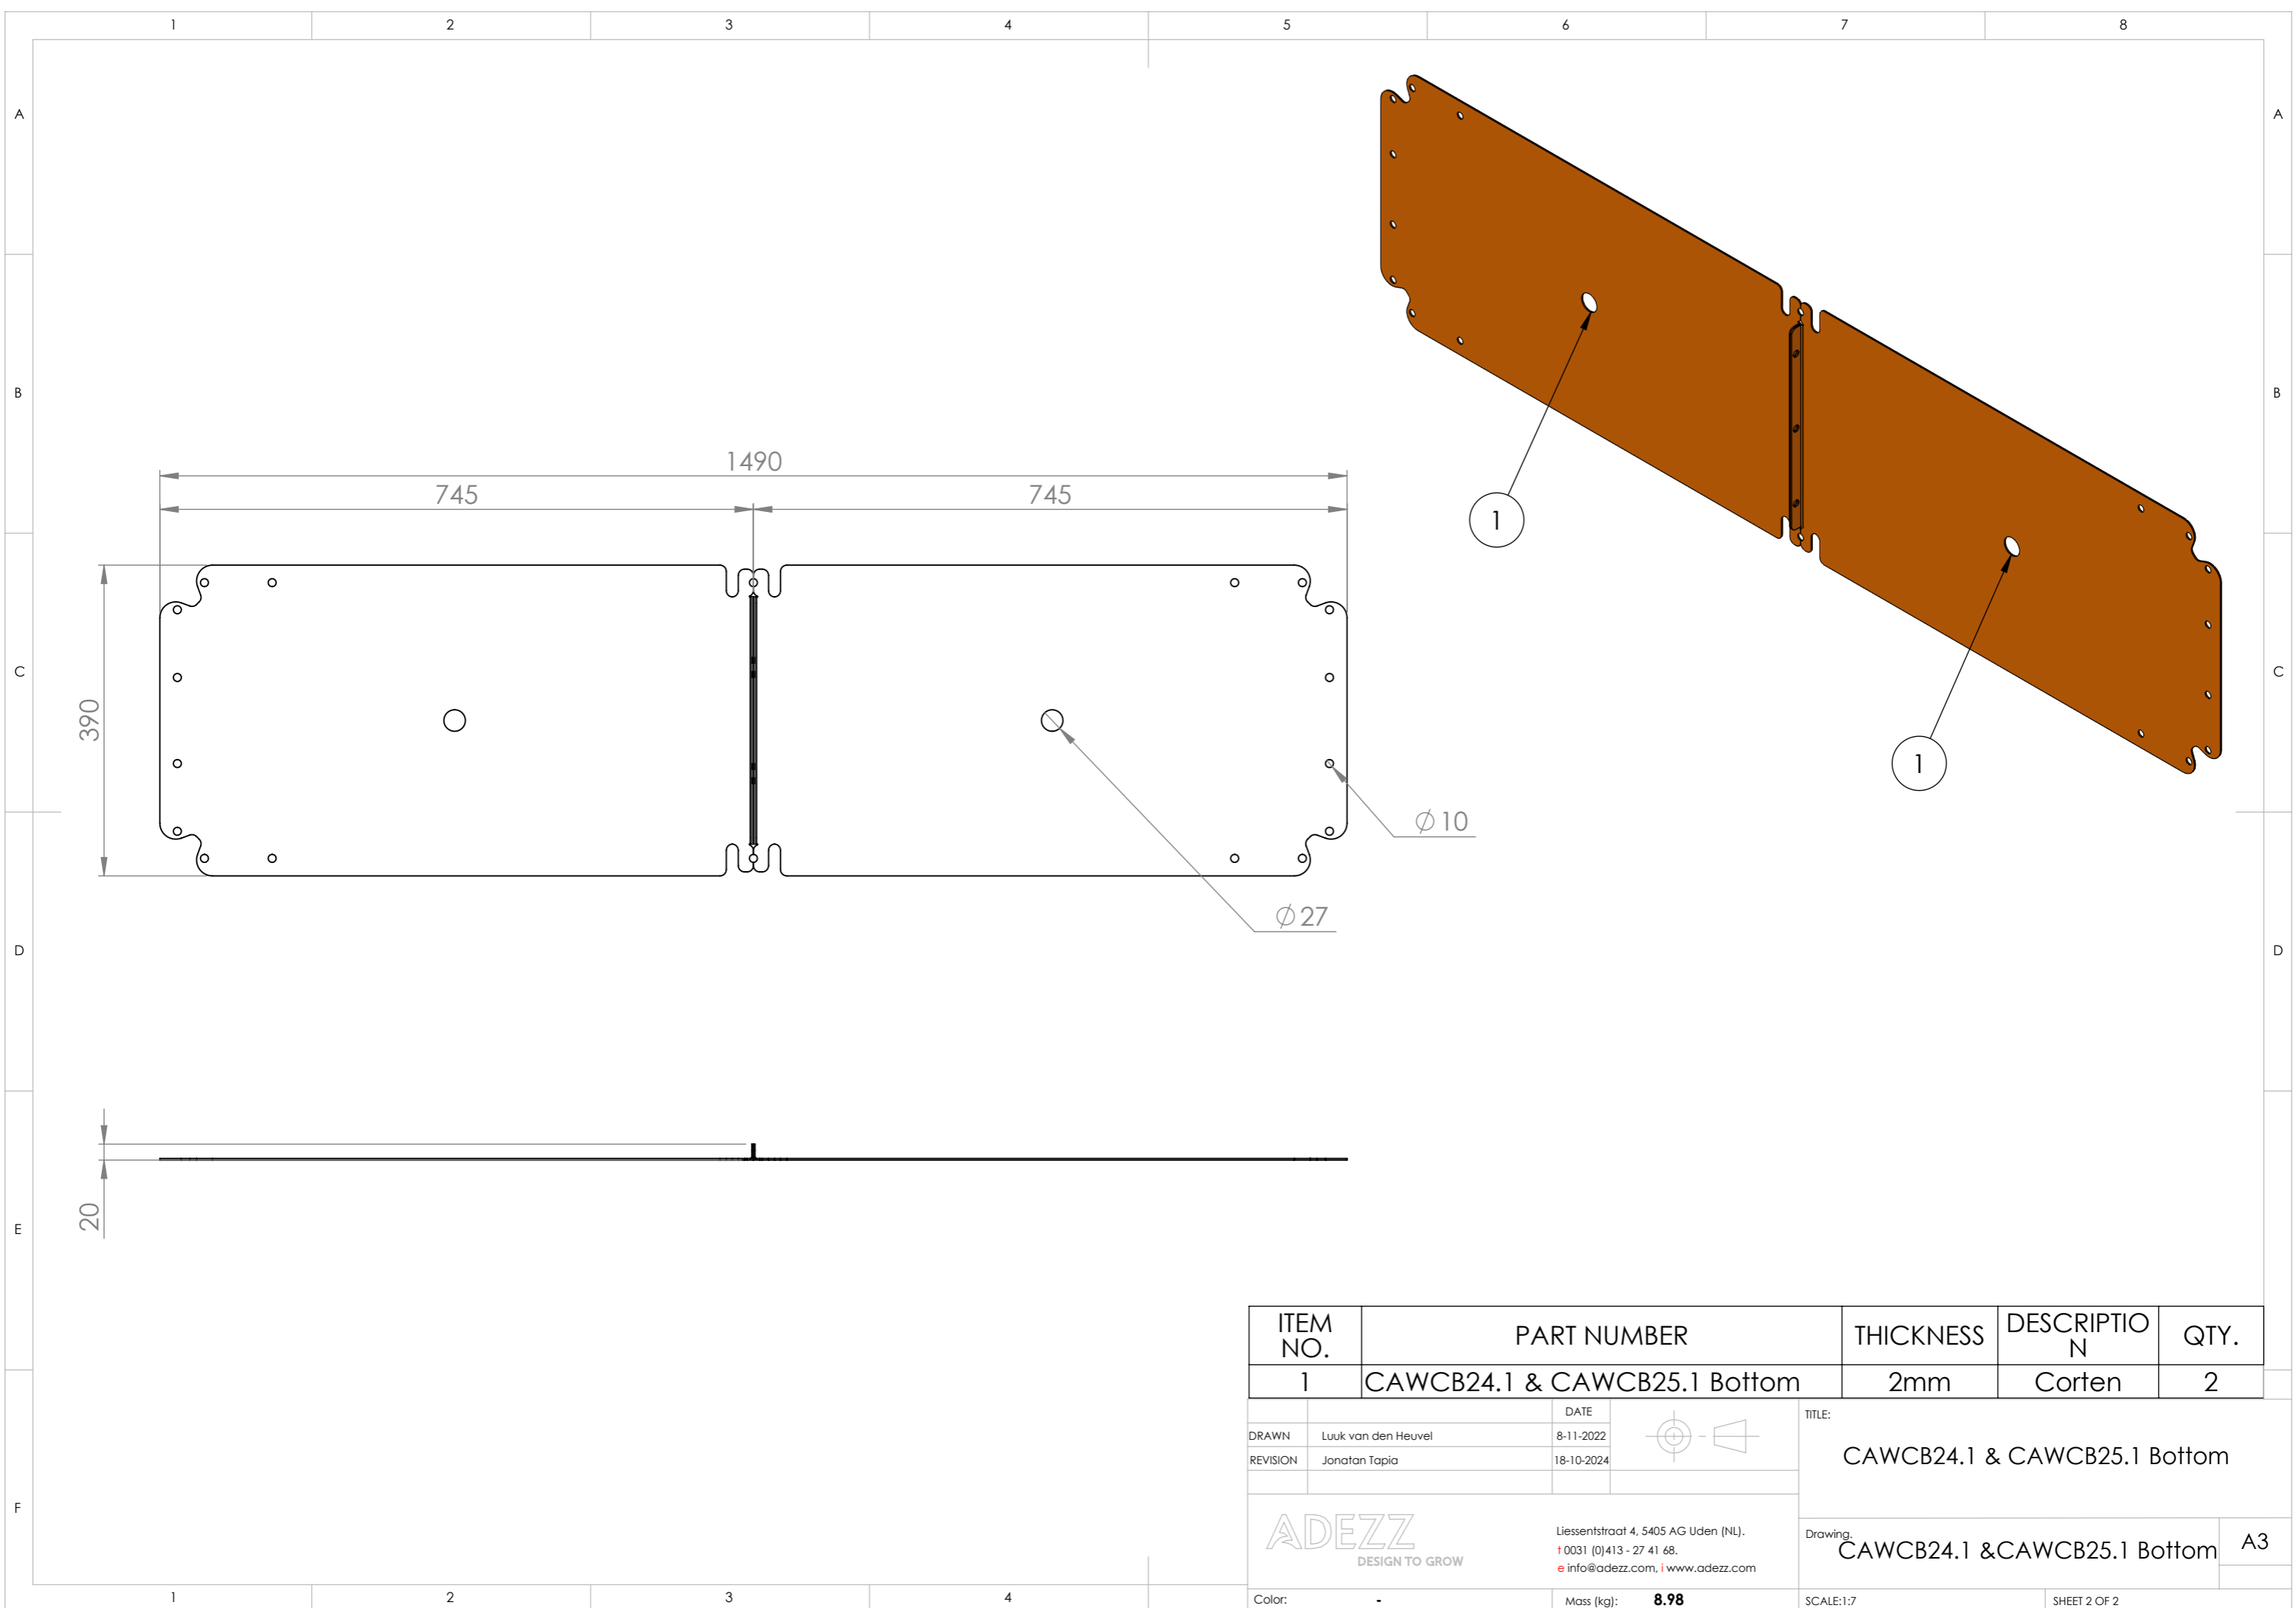 1 2 3 4 5 6 7 8
A A
B B
C C
D D
E
F
1490
745 745
390
⌀10
⌀27
20
1
1
ITEM NO. PART NUMBER THICKNESS DESCRIPTION QTY.
1 CAWCB24.1 & CAWCB25.1 Bottom 2mm Corten 2
DATE
DRAWN Luuk van den Heuvel 8-11-2022
REVISION Jonatan Tapia 18-10-2024
TITLE:
CAWCB24.1 & CAWCB25.1 Bottom
ADEZZ
DESIGN TO GROW
Liessentstraat 4, 5405 AG Uden (NL).
t 0031 (0)413 - 27 41 68.
e info@adezz.com, i www.adezz.com
Drawing.
CAWCB24.1 &CAWCB25.1 Bottom A3
Color: - Mass (kg): 8.98 SCALE:1:7 SHEET 2 OF 2
1 2 3 4